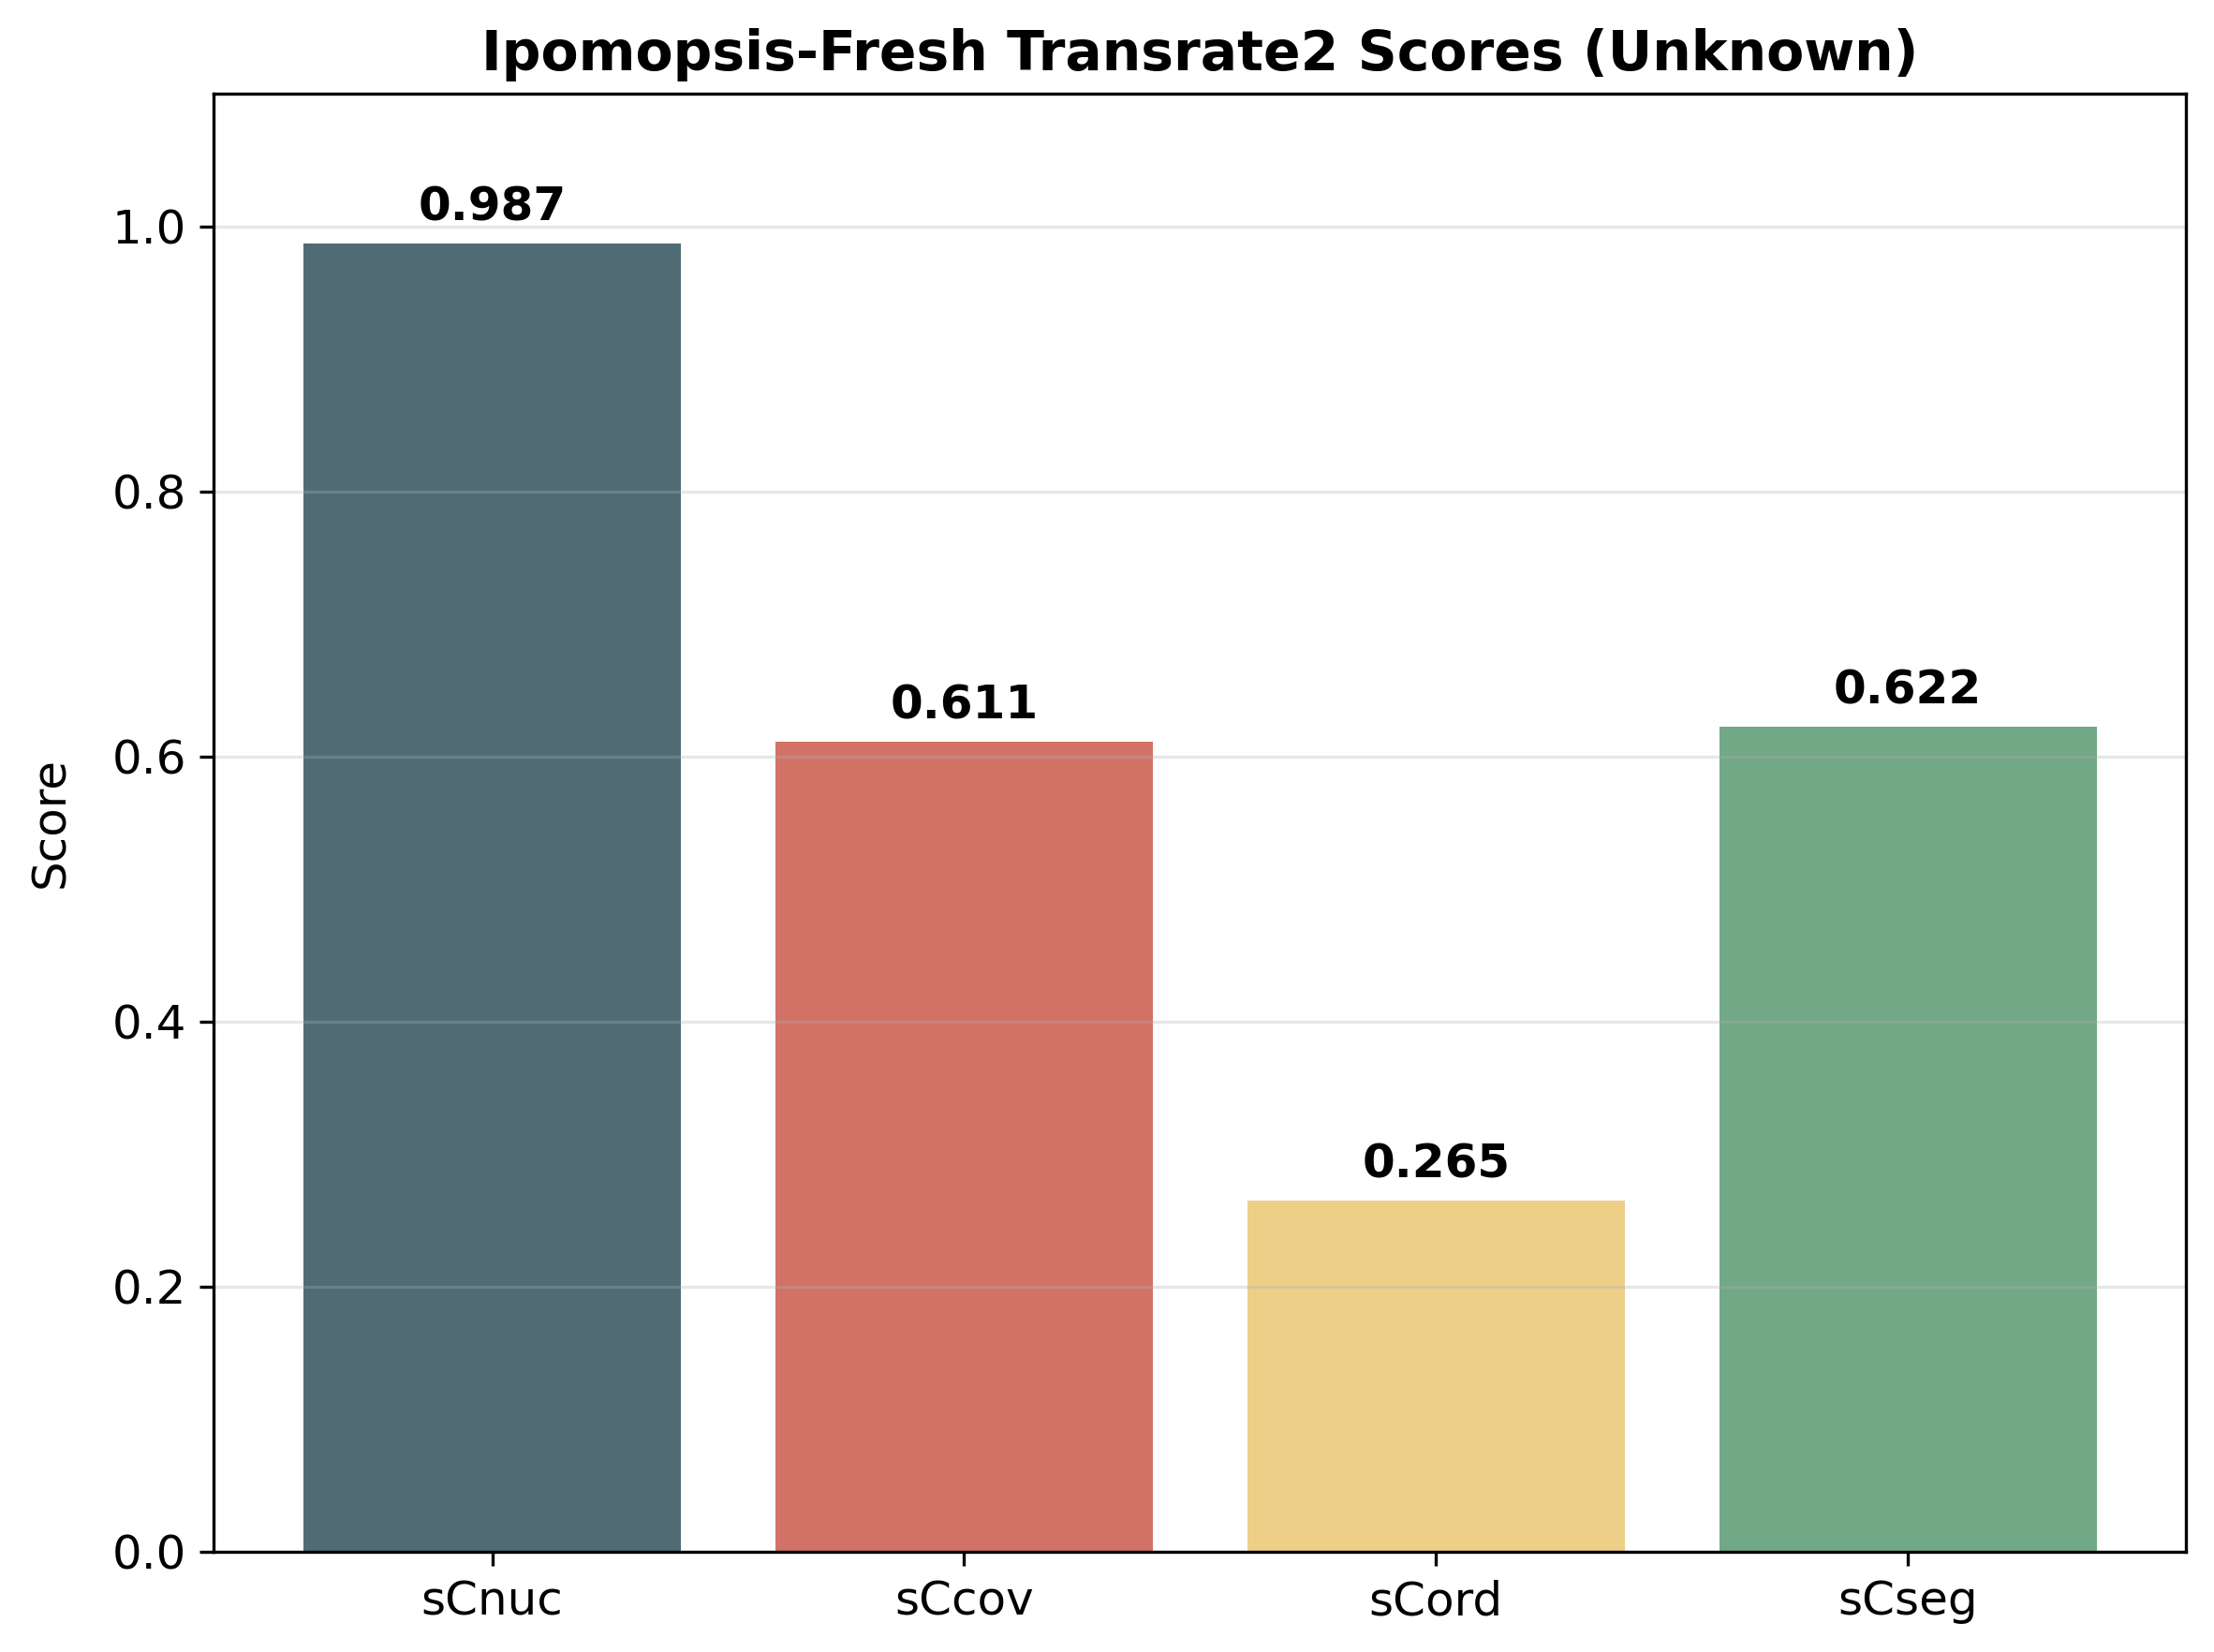 Ipomopsis-Fresh Transrate2 Scores (Unknown)
Score
1.0
0.8
0.6
0.4
0.2
0.0
0.987
0.611
0.265
0.622
sCnuc
sCcov
sCord
sCseg